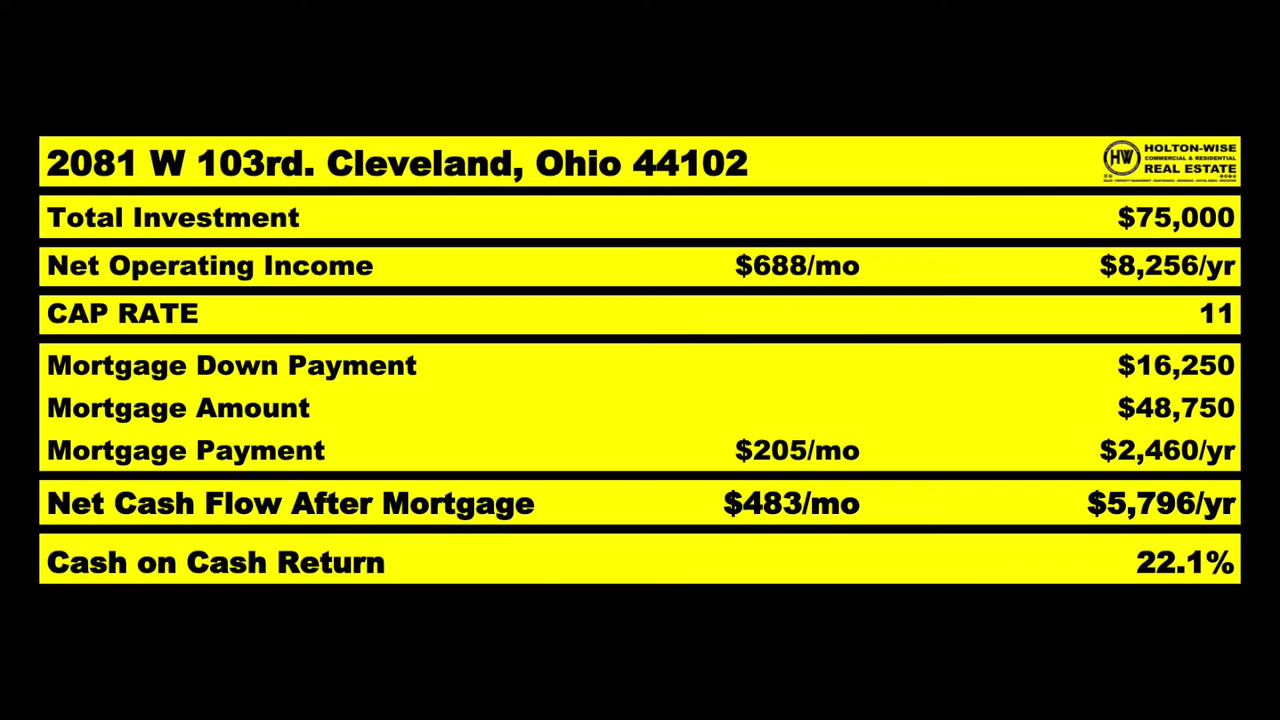 2081 W 103rd. Cleveland, Ohio 44102
HW
HOLTON-WISE
COMMERCIAL & RESIDENTIAL
REAL ESTATE
Total Investment $75,000
Net Operating Income $688/mo $8,256/yr
CAP RATE 11
Mortgage Down Payment $16,250
Mortgage Amount $48,750
Mortgage Payment $205/mo $2,460/yr
Net Cash Flow After Mortgage $483/mo $5,796/yr
Cash on Cash Return 22.1%